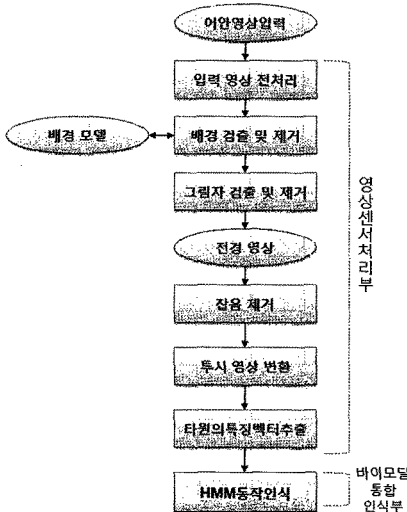 어안영상입력
입력 영상 전처리
배경 모델
배경 검출 및 제거
그림자 검출 및 제거
전경 영상
잡음 제거
투시 영상 변환
타원의특징벡터추출
HMM동작인식
영상센서처리부
바이모달
통합
인식부